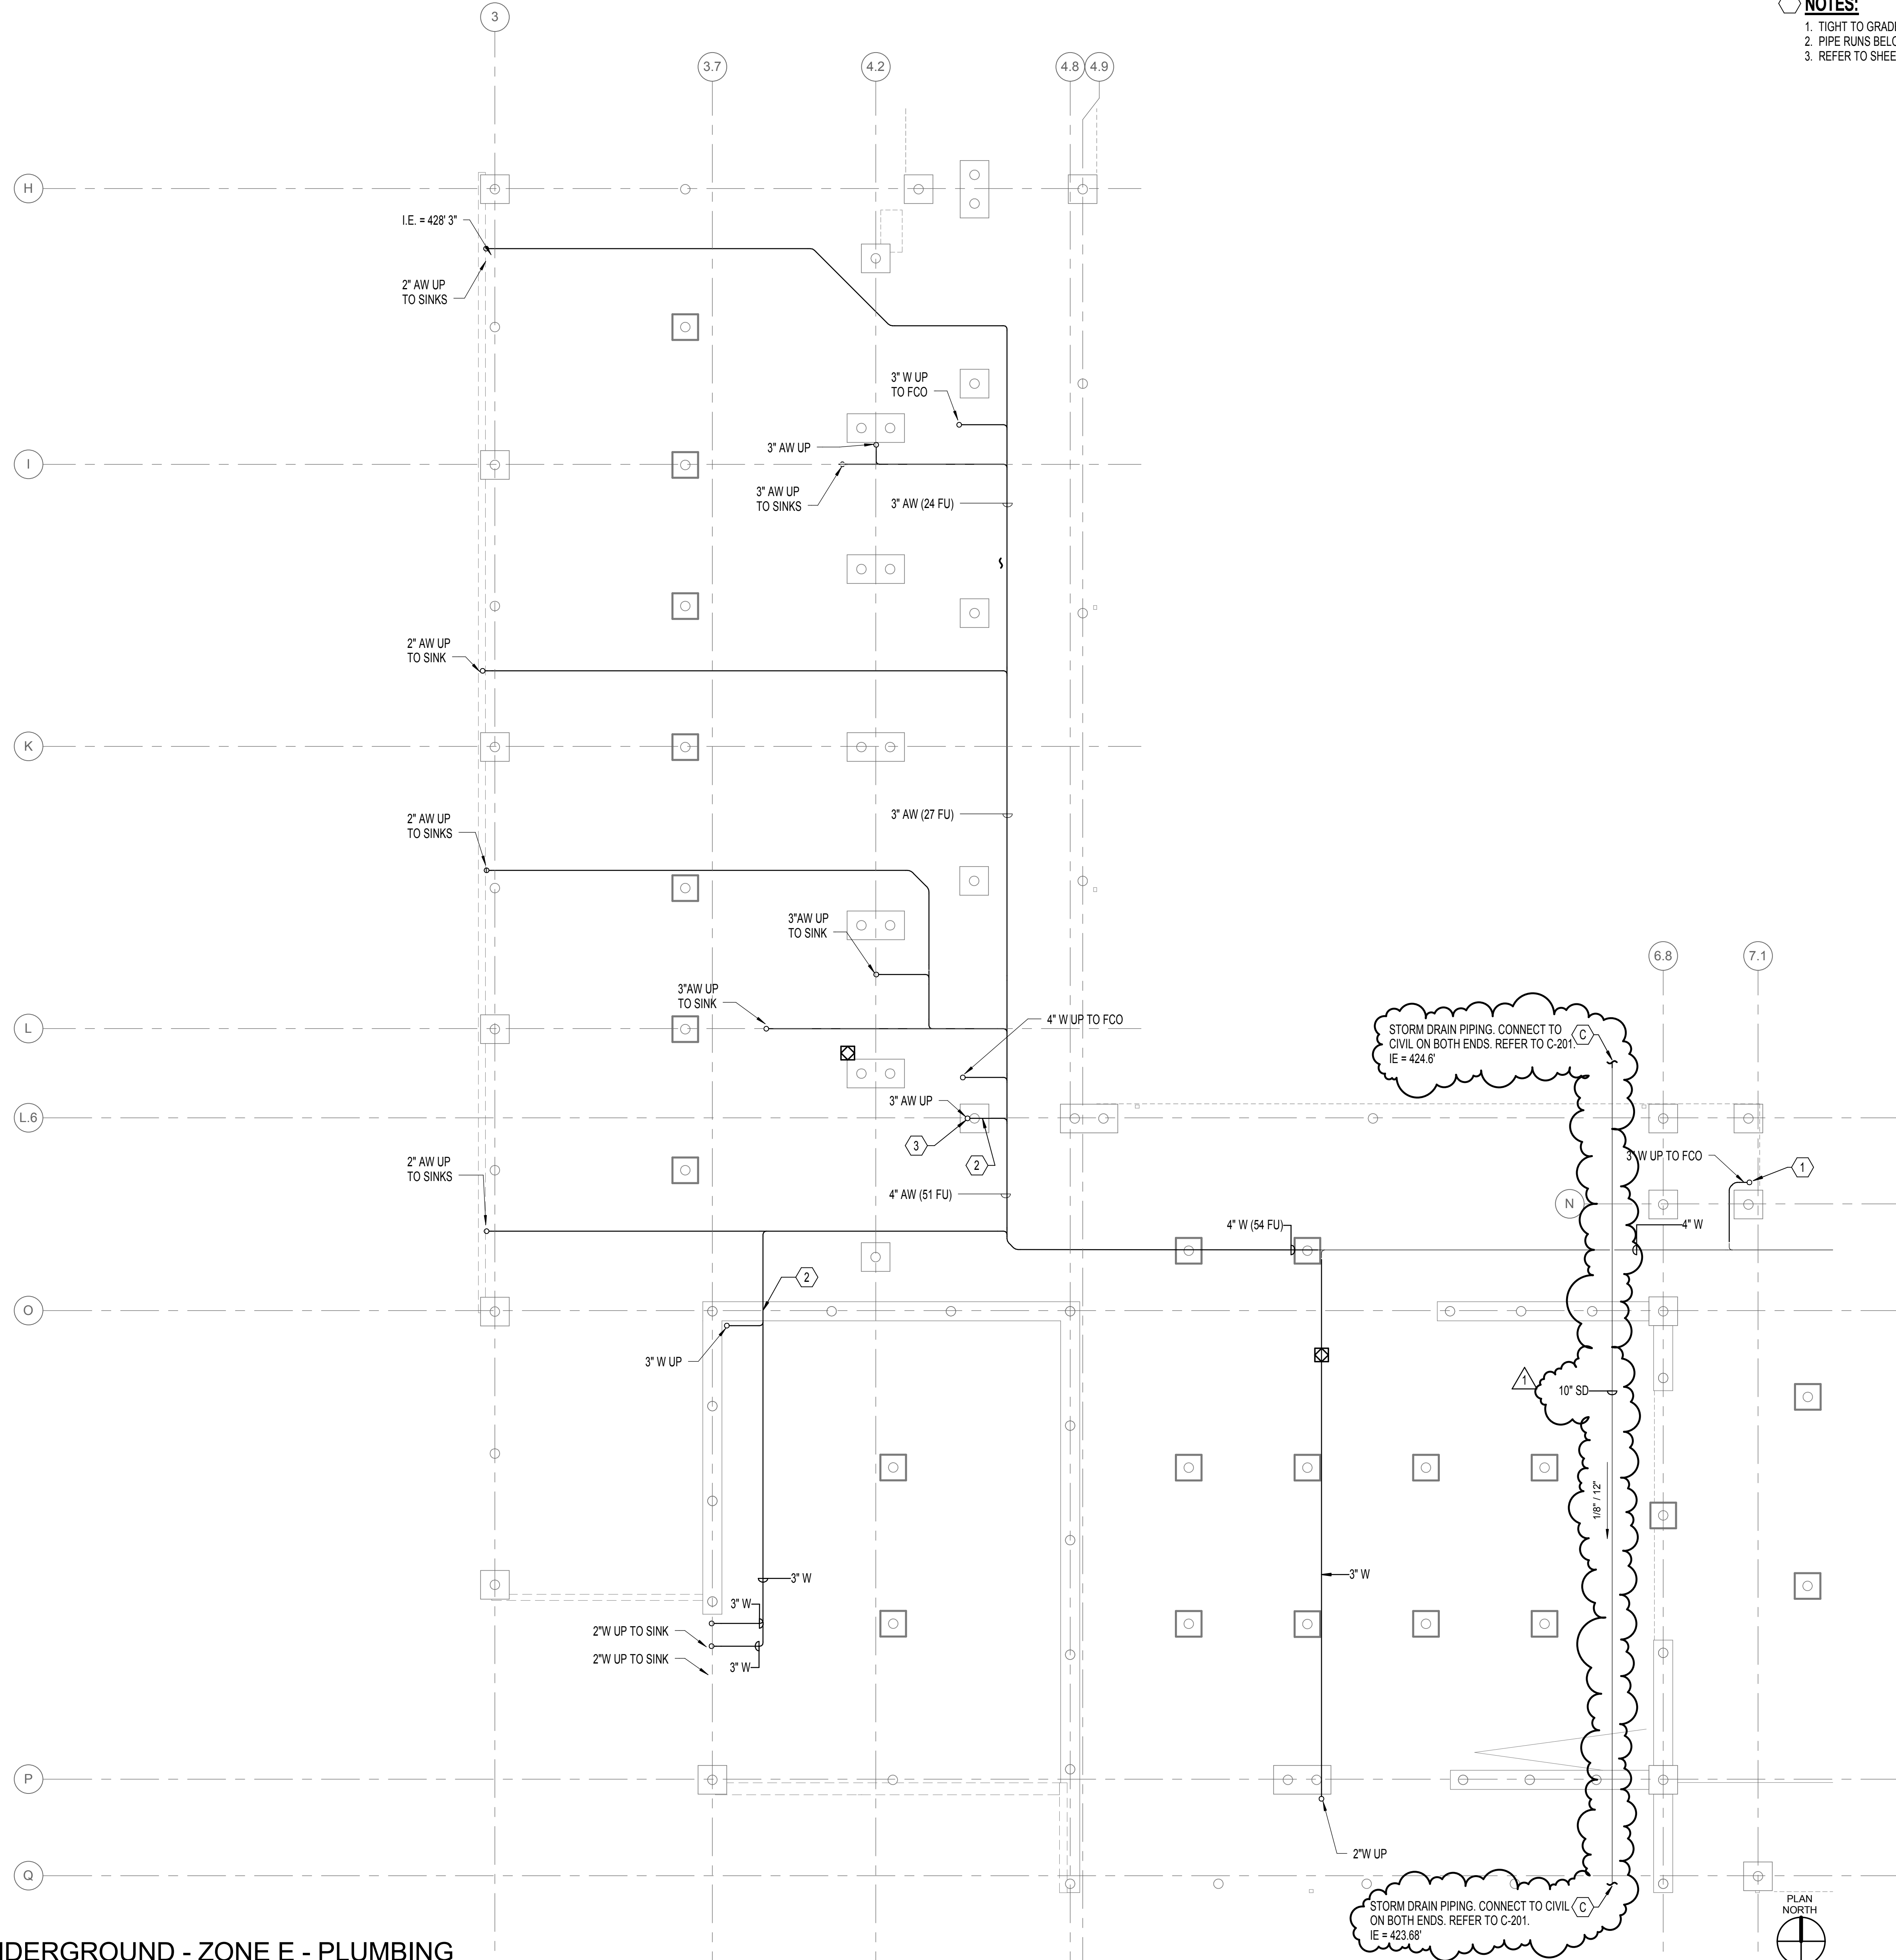 NOTES:
1. TIGHT TO
2. PIPE RUNS
3. REFER TO
3
3.7
4.2
4.8
4.9
H
I.E. = 428' 3"
2" AW UP
TO SINKS
3" W UP
TO FCO
3" AW UP
I
3" AW UP
TO SINKS
3" AW (24 FU)
2" AW UP
TO SINK
K
3" AW (27 FU)
2" AW UP
TO SINKS
3"AW UP
TO SINK
6.8
7.1
3"AW UP
TO SINK
L
4" W UP TO FCO
STORM DRAIN PIPING. CONNECT TO
CIVIL ON BOTH ENDS. REFER TO C-201.
IE = 424.6'
C
3" AW UP
L.6
3
2
2" AW UP
TO SINKS
3" W UP TO FCO
1
4" AW (51 FU)
N
4" W (54 FU)
4" W
2
O
3" W UP
1
10" SD
1/8" / 12"
3" W
3" W
3" W
2"W UP TO SINK
2"W UP TO SINK
3" W
P
2"W UP
Q
STORM DRAIN PIPING. CONNECT TO CIVIL
ON BOTH ENDS. REFER TO C-201.
IE = 423.68'
C
PLAN
NORTH
- ZONE E - PLUMBING